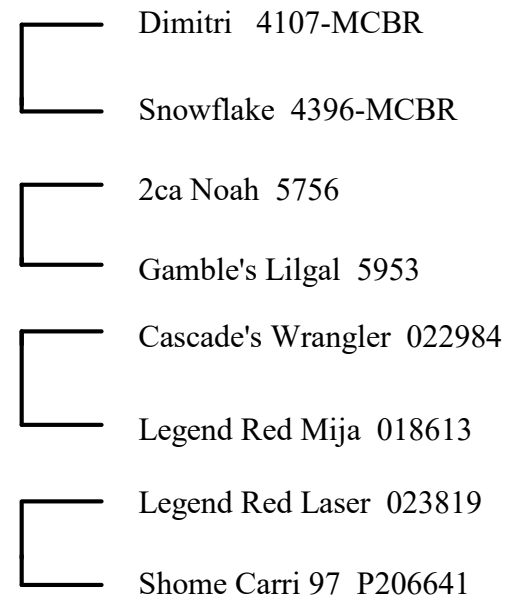 Dimitri 4107-MCBR
Snowflake 4396-MCBR
2ca Noah 5756
Gamble's Lilgal 5953
Cascade's Wrangler 022984
Legend Red Mija 018613
Legend Red Laser 023819
Shome Carri 97 P206641